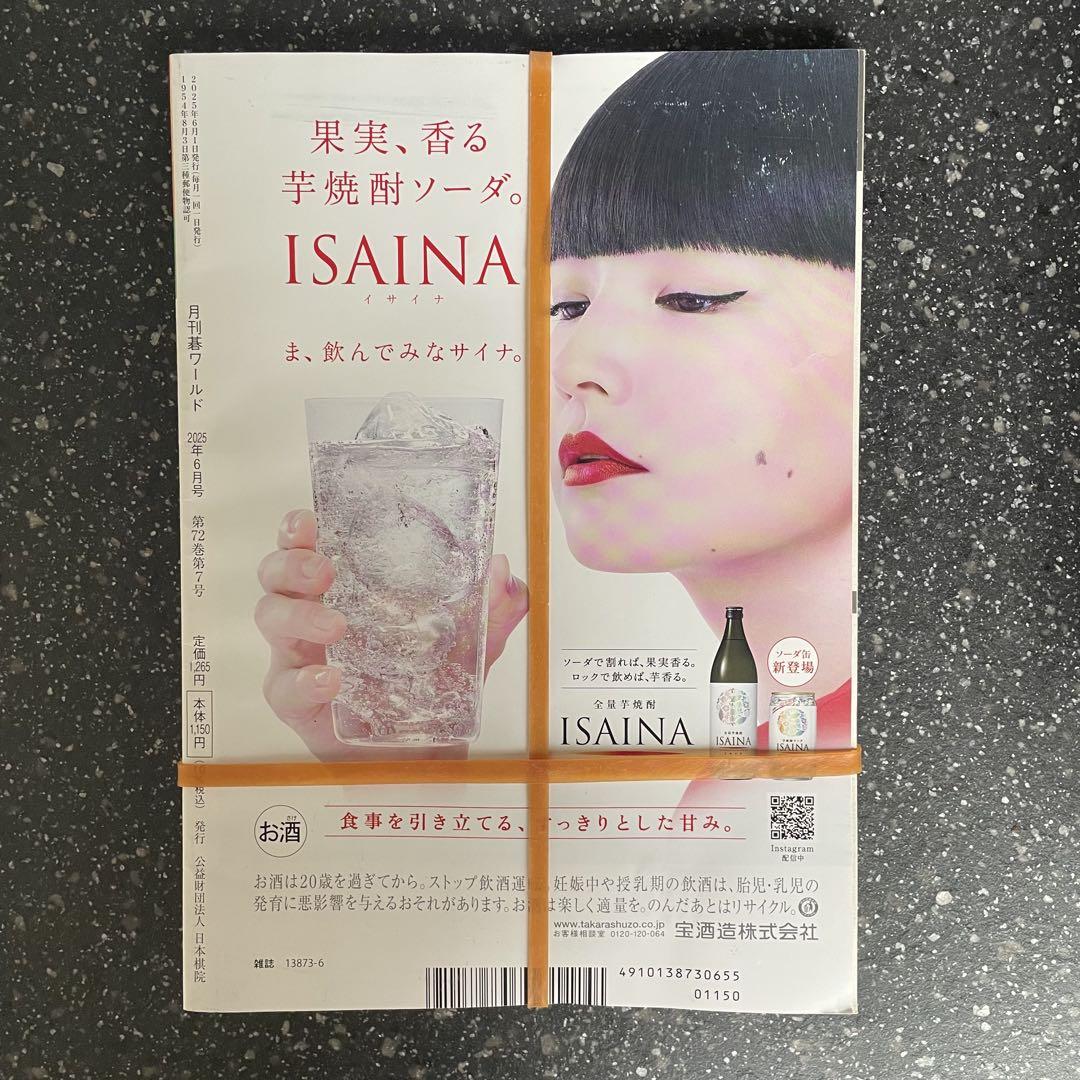 2025年6月1日発行(毎月一回一日発行)
1954年8月3日第三種郵便物認可
月刊碁ワールド 2025年6月号 第72巻第7号 定価1,265円 本体1,150円 税込) 発行 公益財団法人 日本棋院
果実、香る
芋焼酎ソーダ。
ISAINA
イサイナ
ま、飲んでみなサイナ。
ソーダで割れば、果実香る。
ロックで飲めば、芋香る。
全量芋焼酎
ISAINA
ソーダ缶
新登場
ISAINA
ISAINA
さけ
お酒
食事を引き立てる、すっきりとした甘み。
Instagram
配信中
お酒は20歳を過ぎてから。ストップ飲酒運 。妊娠中や授乳期の飲酒は、胎児・乳児の
発育に悪影響を与えるおそれがあります。お酒は楽しく適量を。のんだあとはリサイクル。
www.takarashuzo.co.jp
お客様相談室 0120-120-064
宝酒造株式会社
雑誌 13873-6
4910138730655
01150